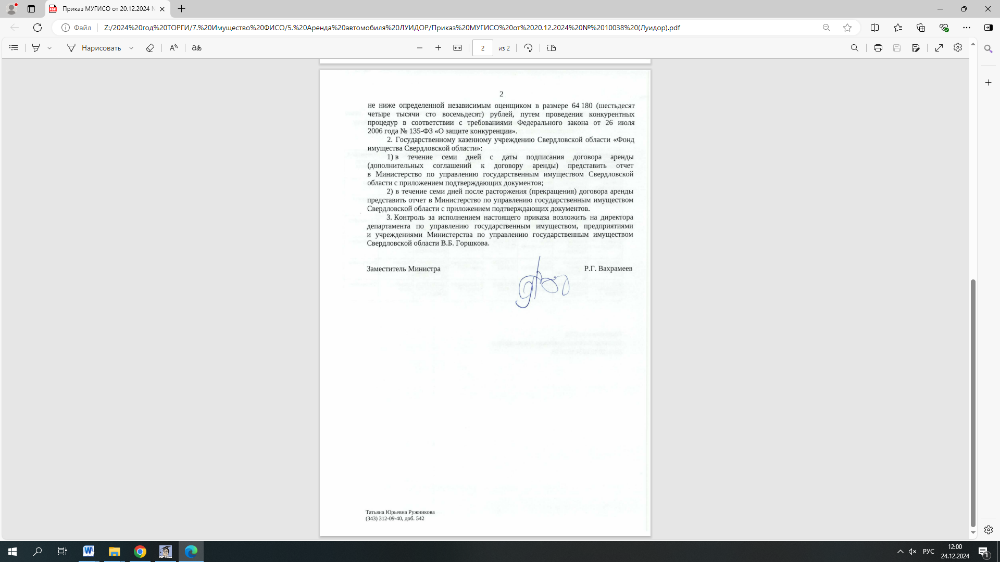 Приказ МУГИСО от 20.12.2024 №
Файл
Z:/2024%20год%20ТОРГИ/7.%20Имущество%20ФИСО/5.%20Аренда%20автомобиля%20ЛУИДОР/Приказ%20МУГИСО%20от%2020.12.2024%20№%2010038%20(Луидор).pdf
Нарисовать
2 из 2
2
не ниже определенной независимым оценщиком в размере 64 180 (шестьдесят
четыре тысячи сто восемьдесят) рублей, путем проведения конкурентных
процедур в соответствии с требованиями Федерального закона от 26 июля
2006 года № 135-ФЗ «О защите конкуренции».
2. Государственному казенному учреждению Свердловской области «Фонд
имущества Свердловской области»:
1) в течение семи дней с даты подписания договора аренды
(дополнительных соглашений к договору аренды) представить отчет
в Министерство по управлению государственным имуществом Свердловской
области с приложением подтверждающих документов;
2) в течение семи дней после расторжения (прекращения) договора аренды
представить отчет в Министерство по управлению государственным имуществом
Свердловской области с приложением подтверждающих документов.
3. Контроль за исполнением настоящего приказа возложить на директора
департамента по управлению государственным имуществом, предприятиями
и учреждениями Министерства по управлению государственным имуществом
Свердловской области В.Б. Горшкова.
Заместитель Министра Р.Г. Вахрамеев
Татьяна Юрьевна Ружникова
(343) 312-09-40, доб. 542
РУС
12:00
24.12.2024
1